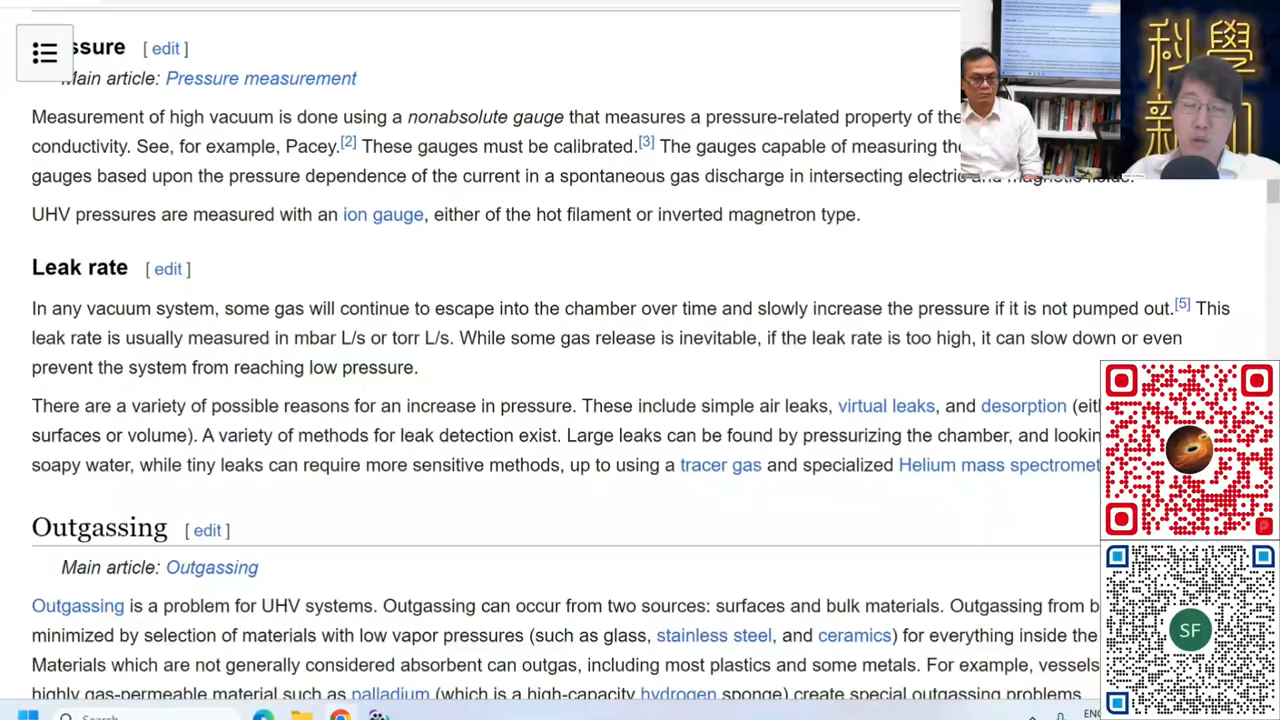 ssure [ edit ]
Main article: Pressure measurement
Measurement of high vacuum is done using a nonabsolute gauge that measures a pressure-related property of the
conductivity. See, for example, Pacey.[2] These gauges must be calibrated.[3] The gauges capable of measuring the
gauges based upon the pressure dependence of the current in a spontaneous gas discharge in intersecting electric and magnetic fields.
UHV pressures are measured with an ion gauge, either of the hot filament or inverted magnetron type.
Leak rate [ edit ]
In any vacuum system, some gas will continue to escape into the chamber over time and slowly increase the pressure if it is not pumped out.[5] This
leak rate is usually measured in mbar L/s or torr L/s. While some gas release is inevitable, if the leak rate is too high, it can slow down or even
prevent the system from reaching low pressure.
There are a variety of possible reasons for an increase in pressure. These include simple air leaks, virtual leaks, and desorption (eit
surfaces or volume). A variety of methods for leak detection exist. Large leaks can be found by pressurizing the chamber, and lookin
soapy water, while tiny leaks can require more sensitive methods, up to using a tracer gas and specialized Helium mass spectromet
Outgassing [ edit ]
Main article: Outgassing
Outgassing is a problem for UHV systems. Outgassing can occur from two sources: surfaces and bulk materials. Outgassing from b
minimized by selection of materials with low vapor pressures (such as glass, stainless steel, and ceramics) for everything inside the
Materials which are not generally considered absorbent can outgas, including most plastics and some metals. For example, vessels
highly gas-permeable material such as palladium (which is a high-capacity hydrogen sponge) create special outgassing problems
科學
新知
SF
Search
ENG